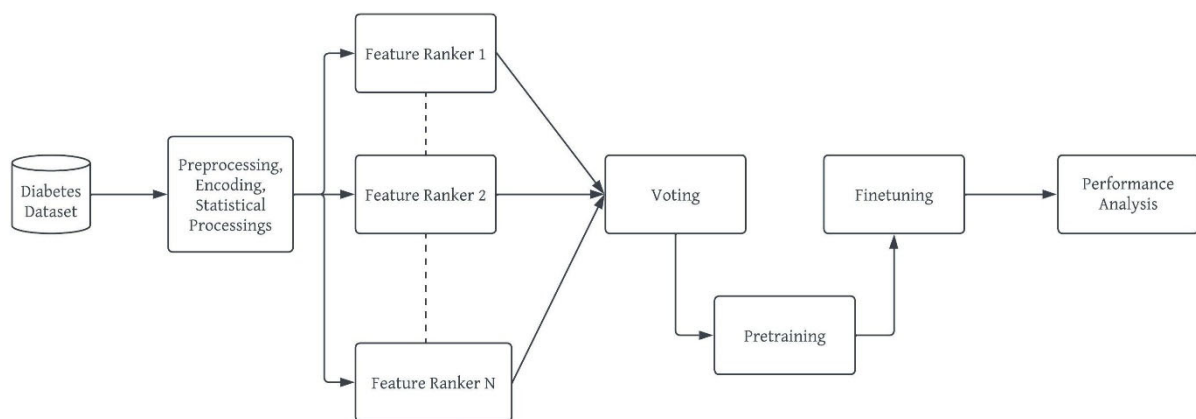 Diabetes
Dataset
Preprocessing,
Encoding,
Statistical
Processings
Feature Ranker 1
Feature Ranker 2
Feature Ranker N
Voting
Pretraining
Finetuning
Performance
Analysis